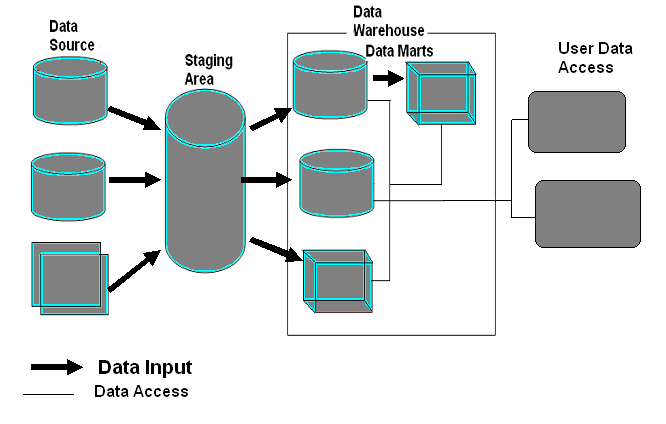 Data
Source
Staging
Area
Data
Warehouse
Data Marts
User Data
Access
Data Input
Data Access